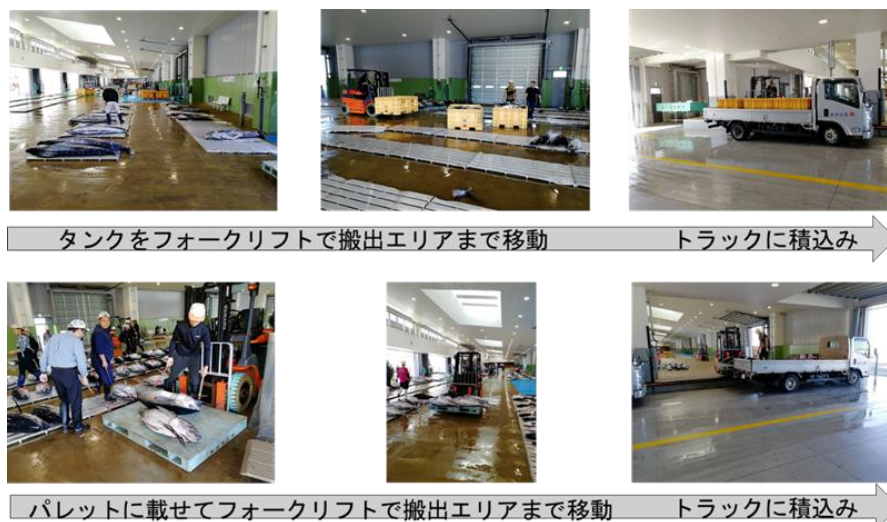 タンクをフォークリフトで搬出エリアまで移動
トラックに積込み
パレットに載せてフォークリフトで搬出エリアまで移動
トラックに積込み